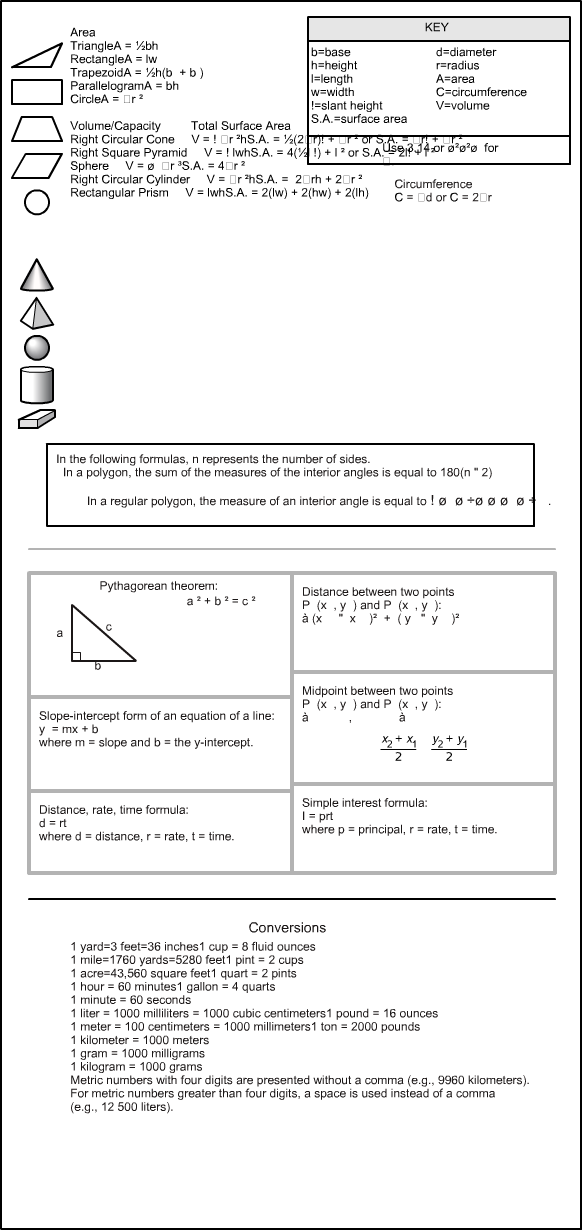 Area
TriangleA = ½bh
RectangleA = lw
TrapezoidA = ½h(b + b )
ParallelogramA = bh
CircleA = □r ²
KEY
b=base d=diameter
h=height r=radius
l=length A=area
w=width C=circumference
!=slant height V=volume
S.A.=surface area
Use 3.14 or ø²ø²ø for
□
Volume/Capacity Total Surface Area
Right Circular Cone V = ! □r ²hS.A. = ½(2□r)! + □r ² or S.A. = □r! + □r ²
Right Square Pyramid V = ! lwhS.A. = 4(½ !) + l ² or S.A. = 2l! + l ²
Sphere V = ø □r ³S.A. = 4□r ²
Right Circular Cylinder V = □r ²hS.A. = 2□rh + 2□r ²
Rectangular Prism V = lwhS.A. = 2(lw) + 2(hw) + 2(lh)
Circumference
C = □d or C = 2□r
In the following formulas, n represents the number of sides.
In a polygon, the sum of the measures of the interior angles is equal to 180(n " 2)
In a regular polygon, the measure of an interior angle is equal to ! ø ø ÷ø ø ø ø ÷ .
Pythagorean theorem:
a ² + b ² = c ²
a
c
b
Slope-intercept form of an equation of a line:
y = mx + b
where m = slope and b = the y-intercept.
Distance, rate, time formula:
d = rt
where d = distance, r = rate, t = time.
Distance between two points
P (x , y ) and P (x , y ):
à (x " x )² + ( y " y )²
Midpoint between two points
P (x , y ) and P (x , y ):
à , à
x₂ + x₁ y₂ + y₁
2 2
Simple interest formula:
I = prt
where p = principal, r = rate, t = time.
Conversions
1 yard=3 feet=36 inches1 cup = 8 fluid ounces
1 mile=1760 yards=5280 feet1 pint = 2 cups
1 acre=43,560 square feet1 quart = 2 pints
1 hour = 60 minutes1 gallon = 4 quarts
1 minute = 60 seconds
1 liter = 1000 milliliters = 1000 cubic centimeters1 pound = 16 ounces
1 meter = 100 centimeters = 1000 millimeters1 ton = 2000 pounds
1 kilometer = 1000 meters
1 gram = 1000 milligrams
1 kilogram = 1000 grams
Metric numbers with four digits are presented without a comma (e.g., 9960 kilometers).
For metric numbers greater than four digits, a space is used instead of a comma
(e.g., 12 500 liters).